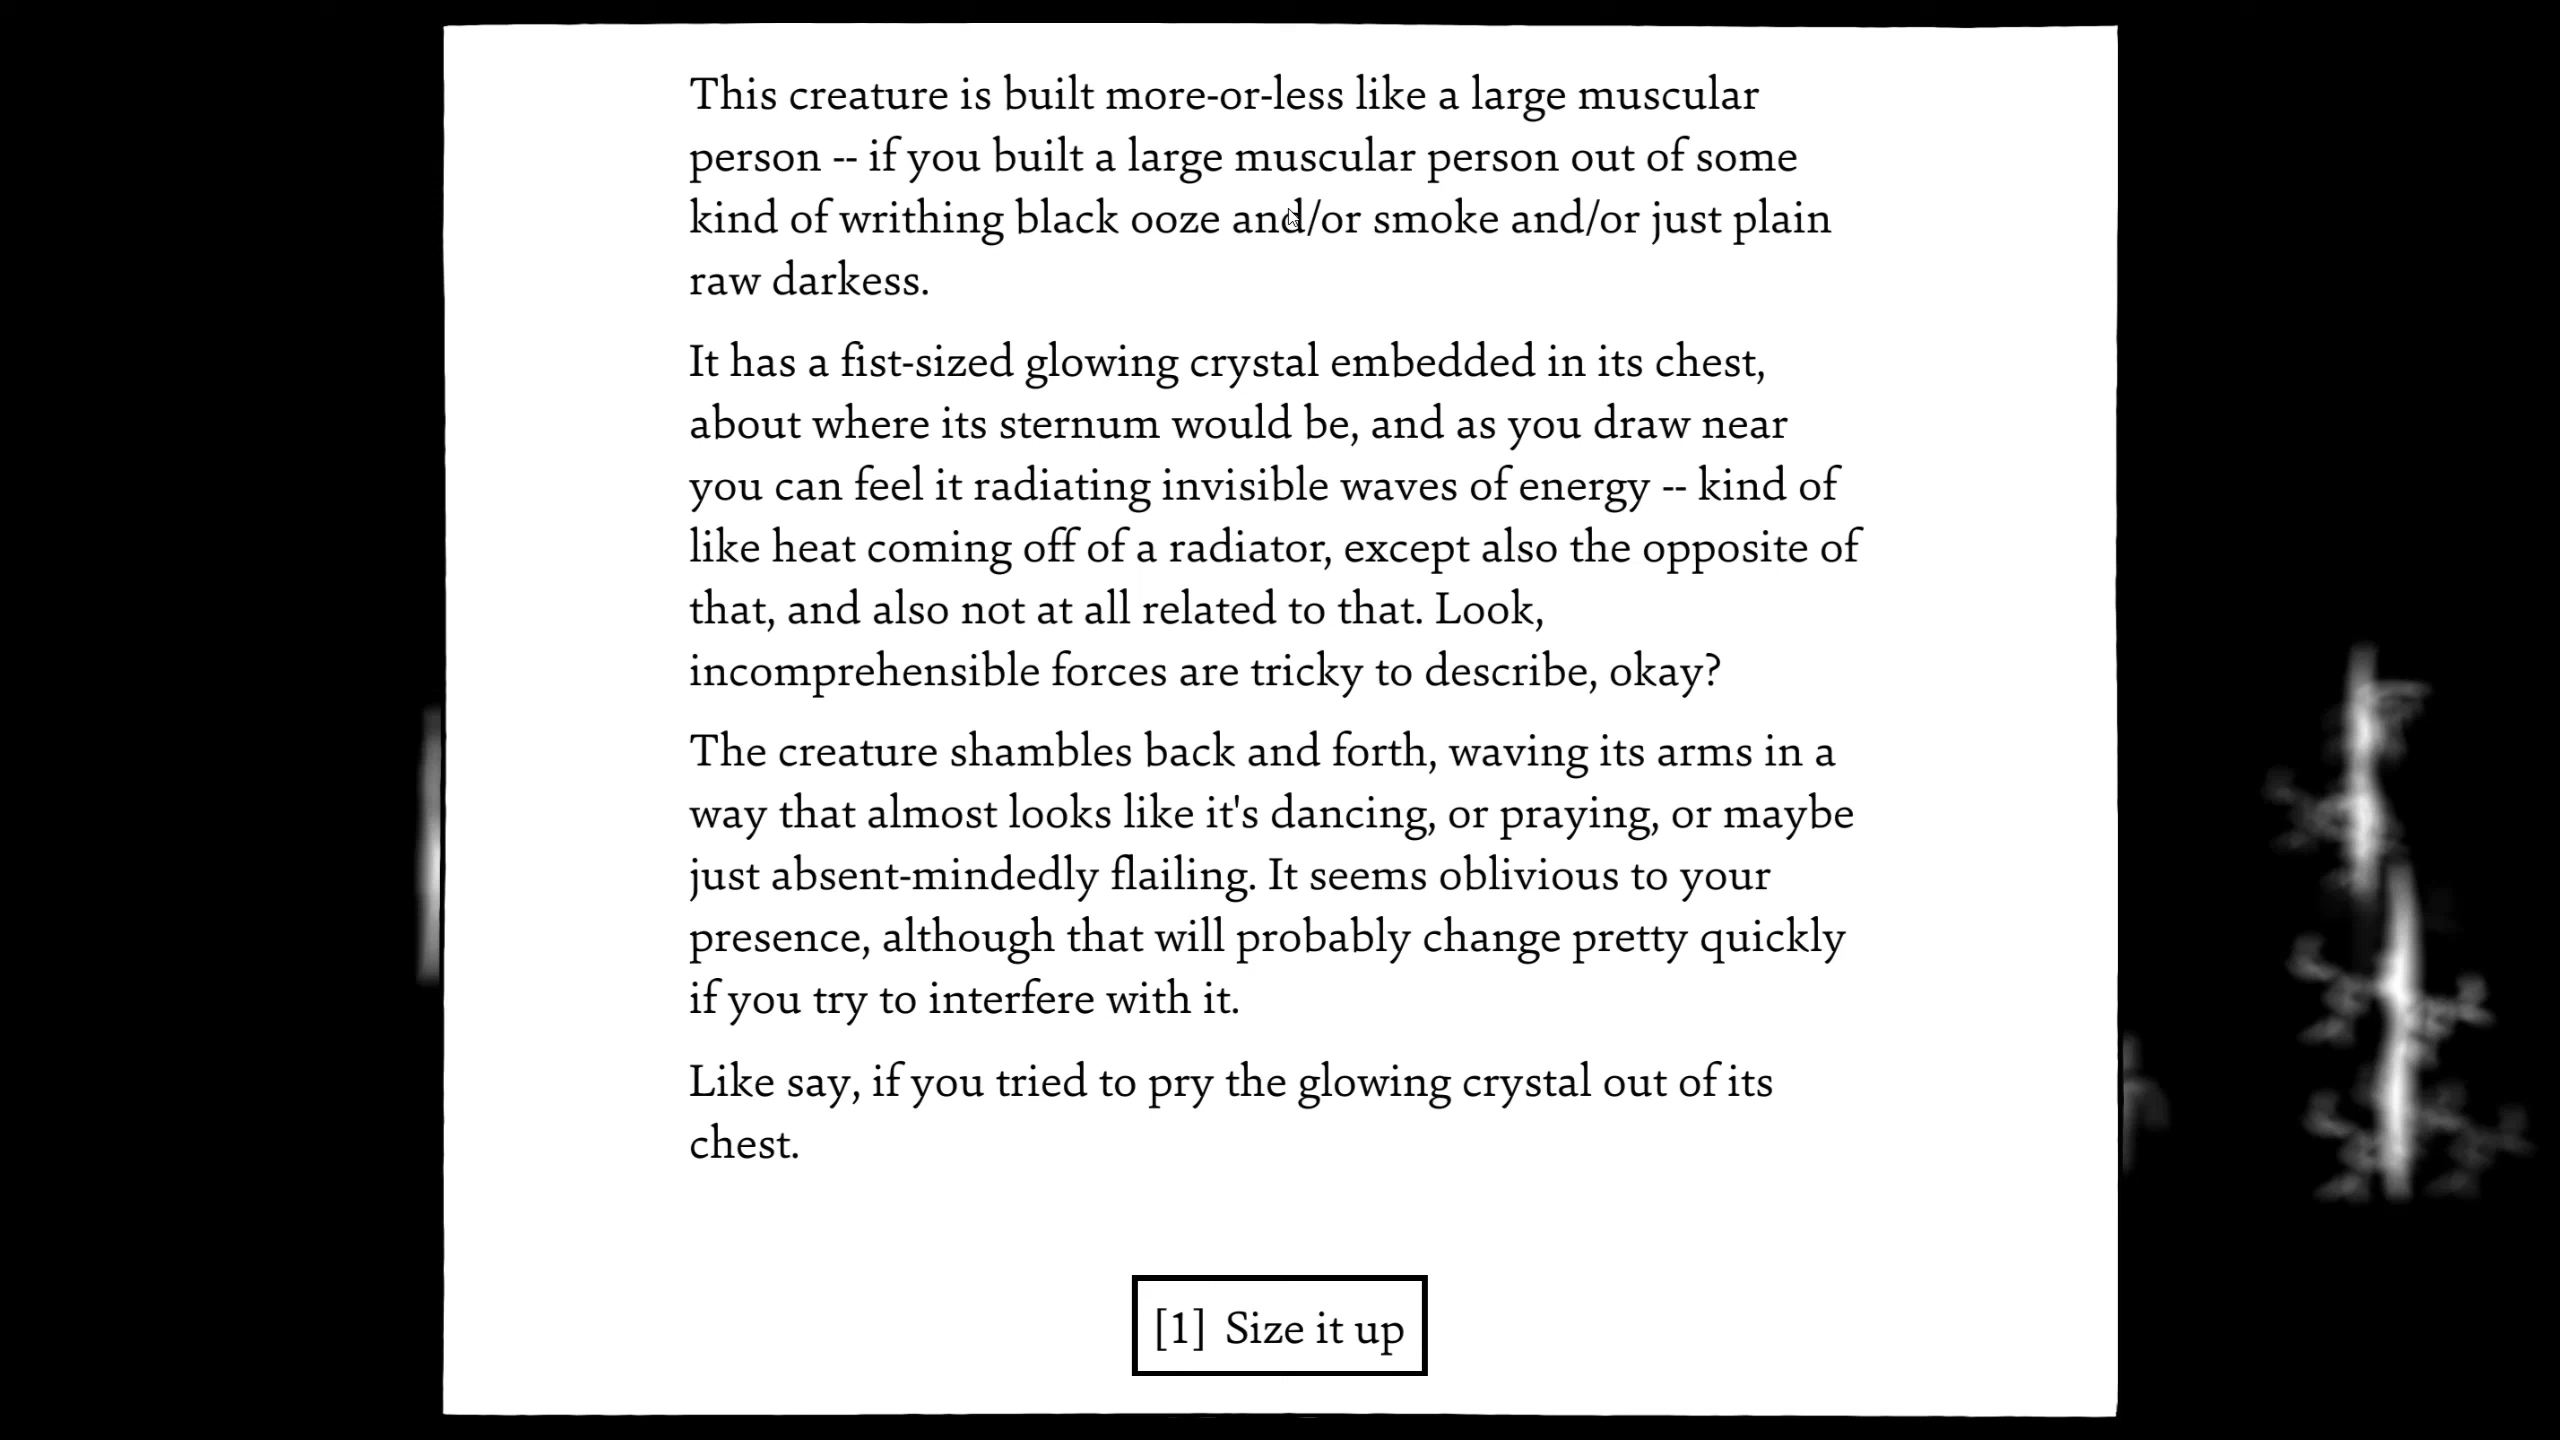 This creature is built more-or-less like a large muscular
person -- if you built a large muscular person out of some
kind of writhing black ooze and/or smoke and/or just plain
raw darkess.
It has a fist-sized glowing crystal embedded in its chest,
about where its sternum would be, and as you draw near
you can feel it radiating invisible waves of energy -- kind of
like heat coming off of a radiator, except also the opposite of
that, and also not at all related to that. Look,
incomprehensible forces are tricky to describe, okay?
The creature shambles back and forth, waving its arms in a
way that almost looks like it's dancing, or praying, or maybe
just absent-mindedly flailing. It seems oblivious to your
presence, although that will probably change pretty quickly
if you try to interfere with it.
Like say, if you tried to pry the glowing crystal out of its
chest.
[1] Size it up